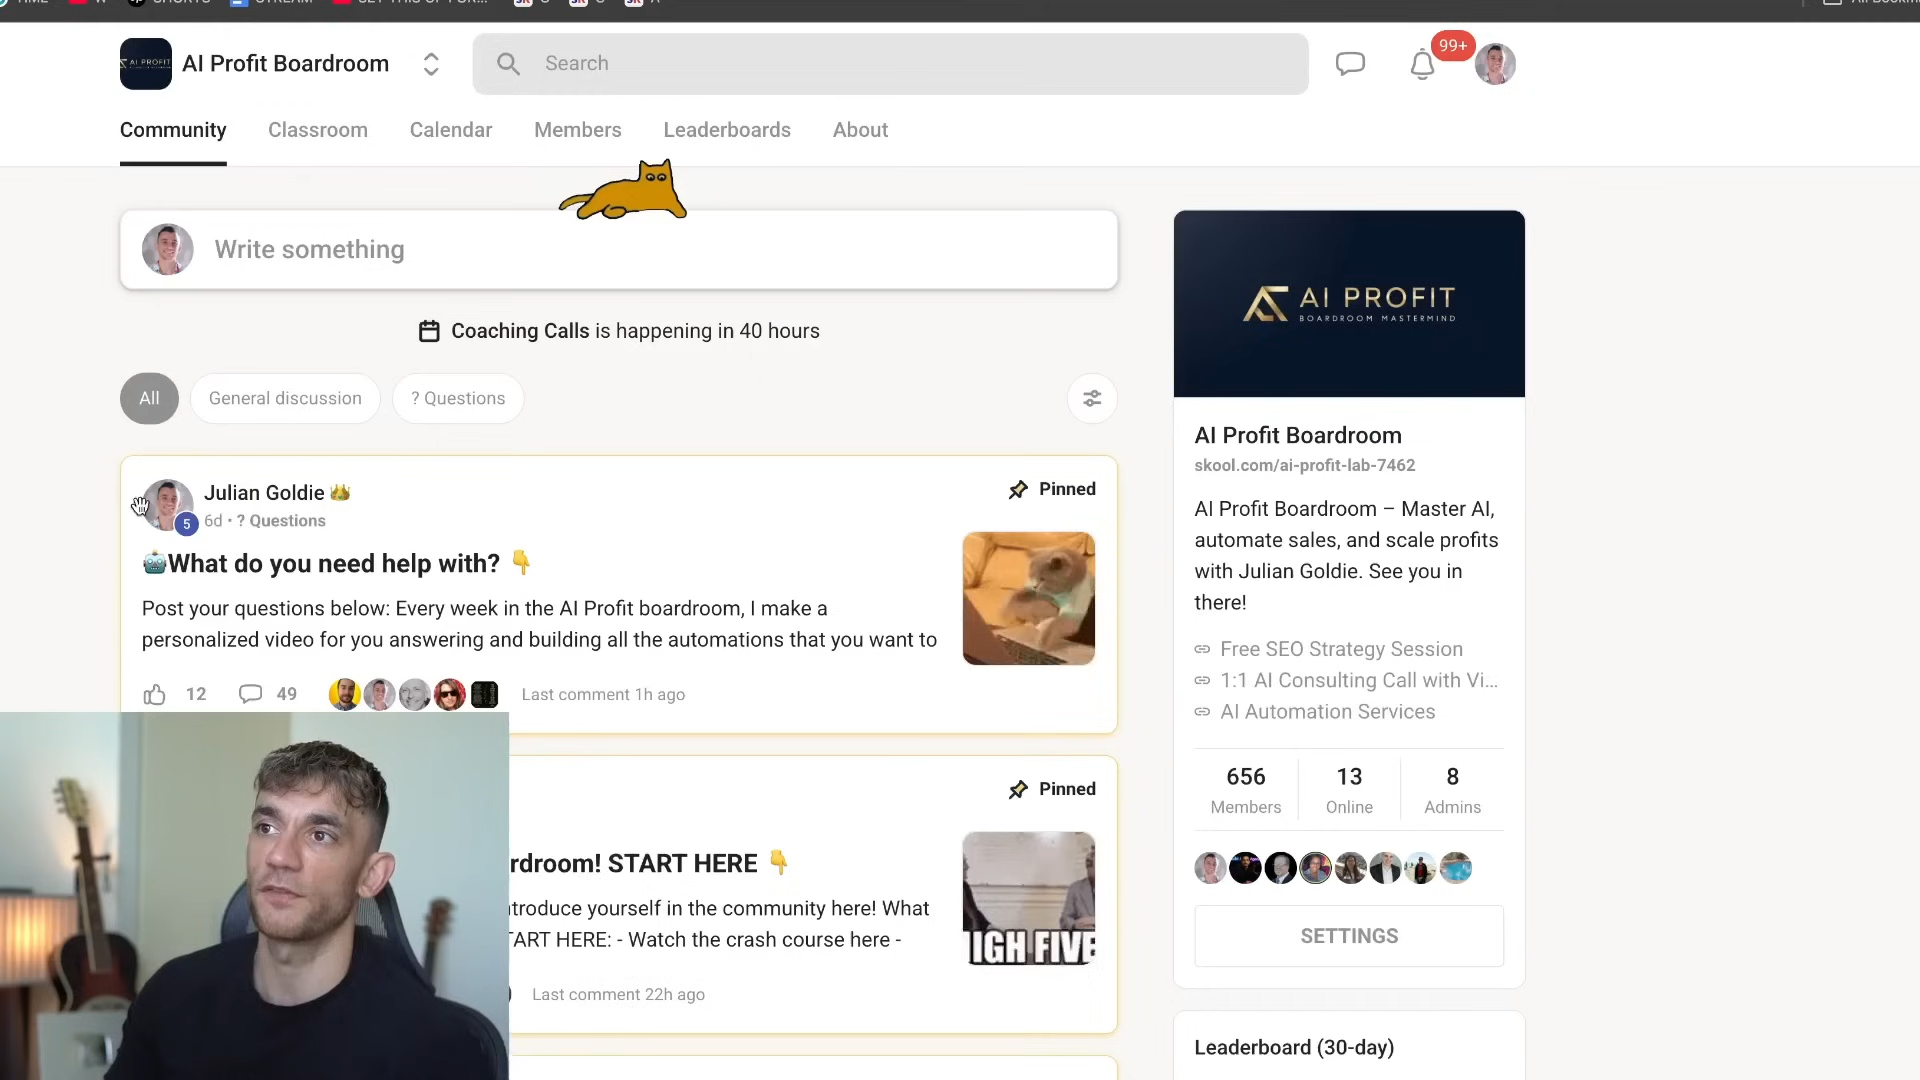 SHORTS
STREAM
AI PROFIT
AI Profit Boardroom
Search
99+
Community
Classroom
Calendar
Members
Leaderboards
About
Write something
Coaching Calls is happening in 40 hours
All
General discussion
? Questions
Julian Goldie
5
6d • ? Questions
Pinned
What do you need help with?
Post your questions below: Every week in the AI Profit boardroom, I make a
personalized video for you answering and building all the automations that you want to
12
49
Last comment 1h ago
Pinned
rdroom! START HERE
troduce yourself in the community here! What
TART HERE: - Watch the crash course here -
IGH FIVE
Last comment 22h ago
AI PROFIT
BOARDROOM MASTERMIND
AI Profit Boardroom
skool.com/ai-profit-lab-7462
AI Profit Boardroom – Master AI,
automate sales, and scale profits
with Julian Goldie. See you in
there!
Free SEO Strategy Session
1:1 AI Consulting Call with Vi...
AI Automation Services
656
Members
13
Online
8
Admins
SETTINGS
Leaderboard (30-day)